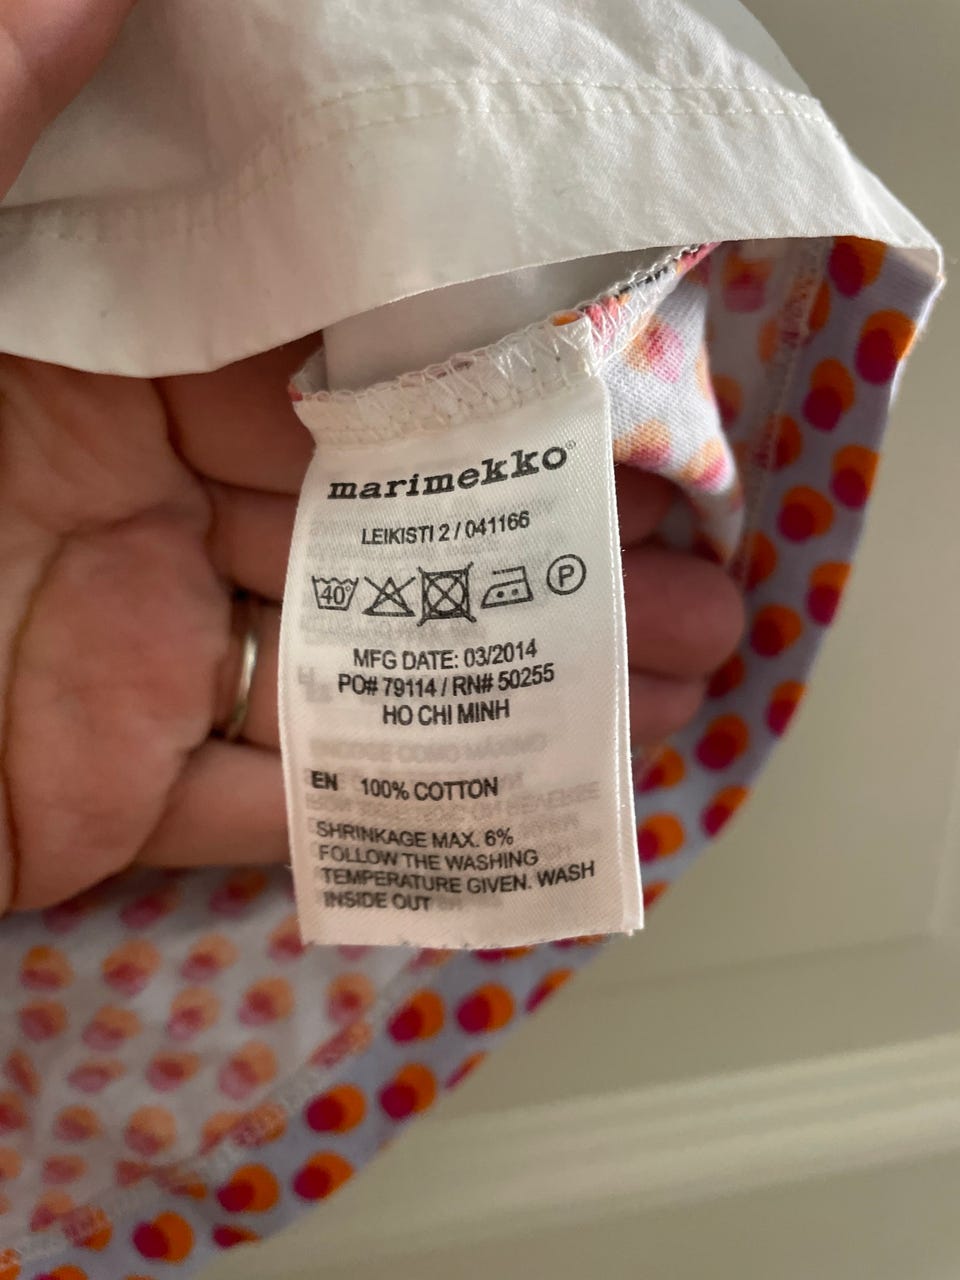 marimekko®
LEIKISTI 2 / 041166
40° P
MFG DATE: 03/2014
PO# 79114 / RN# 50255
HO CHI MINH
EN 100% COTTON
SHRINKAGE MAX. 6%
FOLLOW THE WASHING
TEMPERATURE GIVEN. WASH
INSIDE OUT